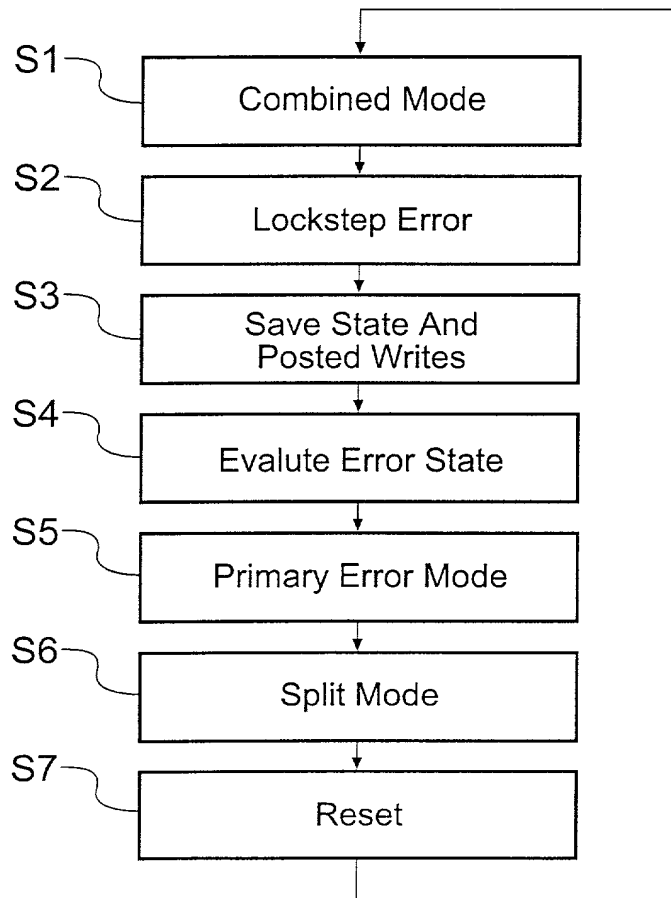 S1
Combined Mode
S2
Lockstep Error
S3
Save State And
Posted Writes
S4
Evalute Error State
S5
Primary Error Mode
S6
Split Mode
S7
Reset